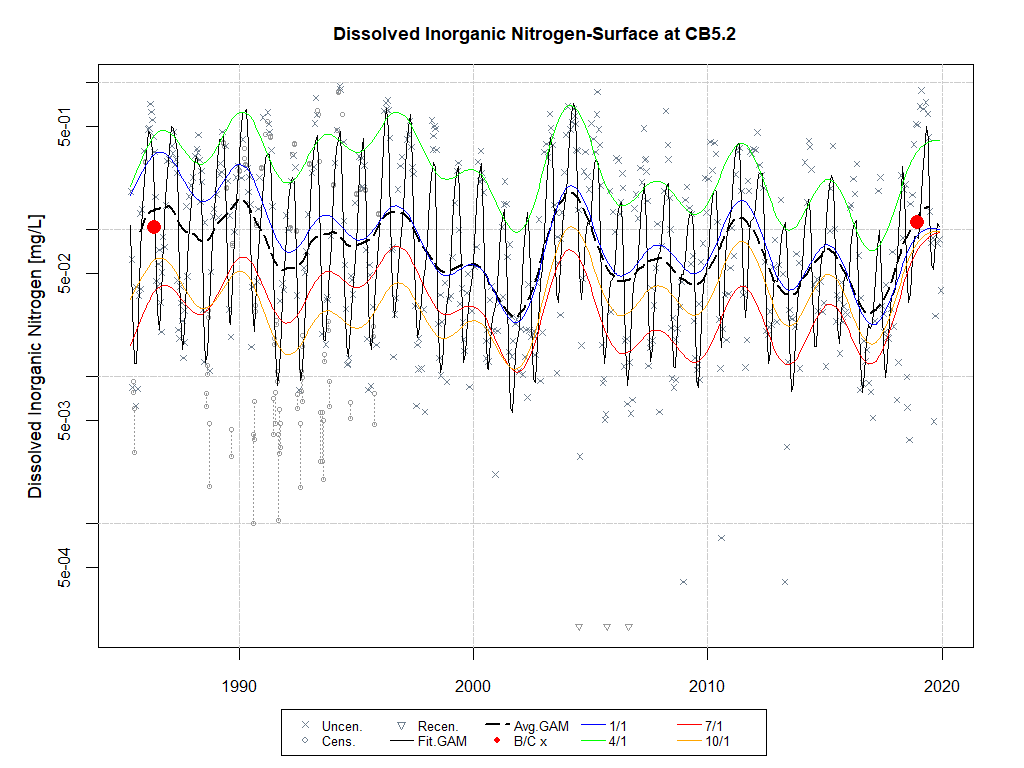 Dissolved Inorganic Nitrogen-Surface at CB5.2
Dissolved Inorganic Nitrogen [mg/L]
5e-01
5e-02
5e-03
5e-04
1990 2000 2010 2020
Uncen. Recen. Avg.GAM 1/1 7/1
Cens. Fit.GAM B/C x 4/1 10/1